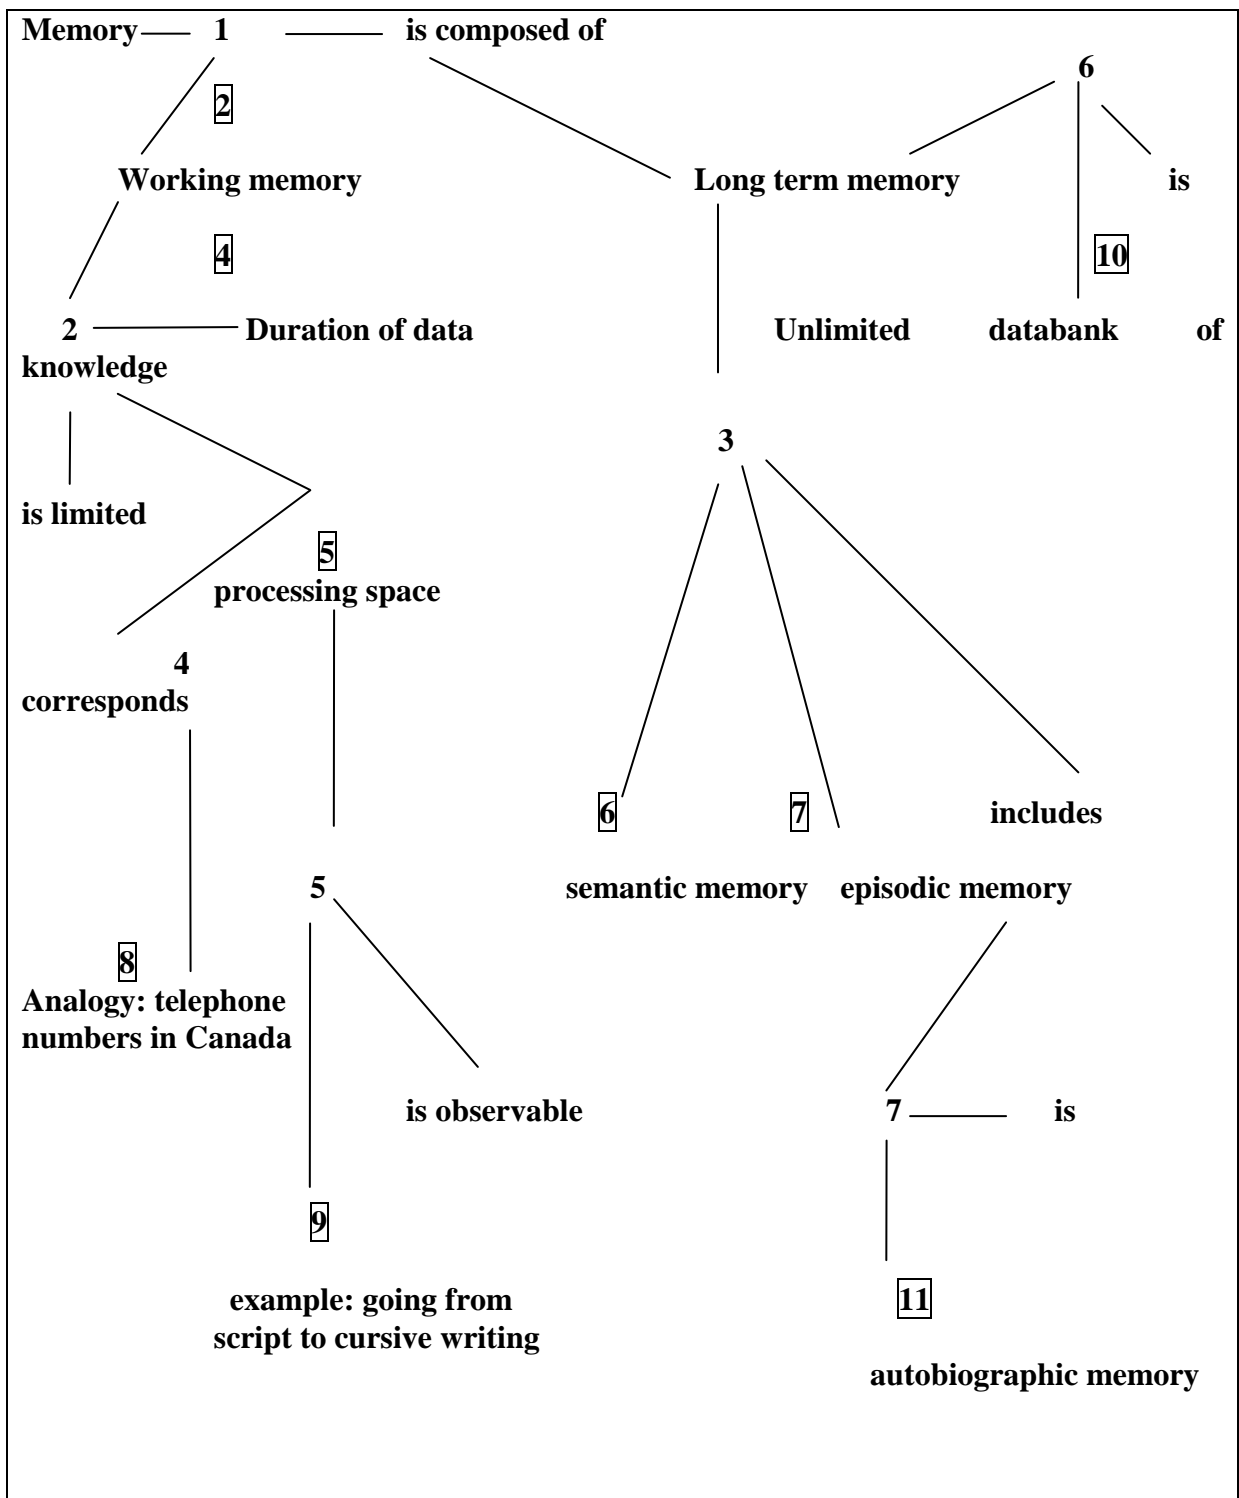 Memory 1 is composed of
6
2
Working memory Long term memory is
4 10
2 Duration of data Unlimited databank of
knowledge
3
is limited
5
processing space
4
corresponds
6 7 includes
5 semantic memory episodic memory
8
Analogy: telephone
numbers in Canada
is observable 7 is
9
example: going from 11
script to cursive writing
autobiographic memory